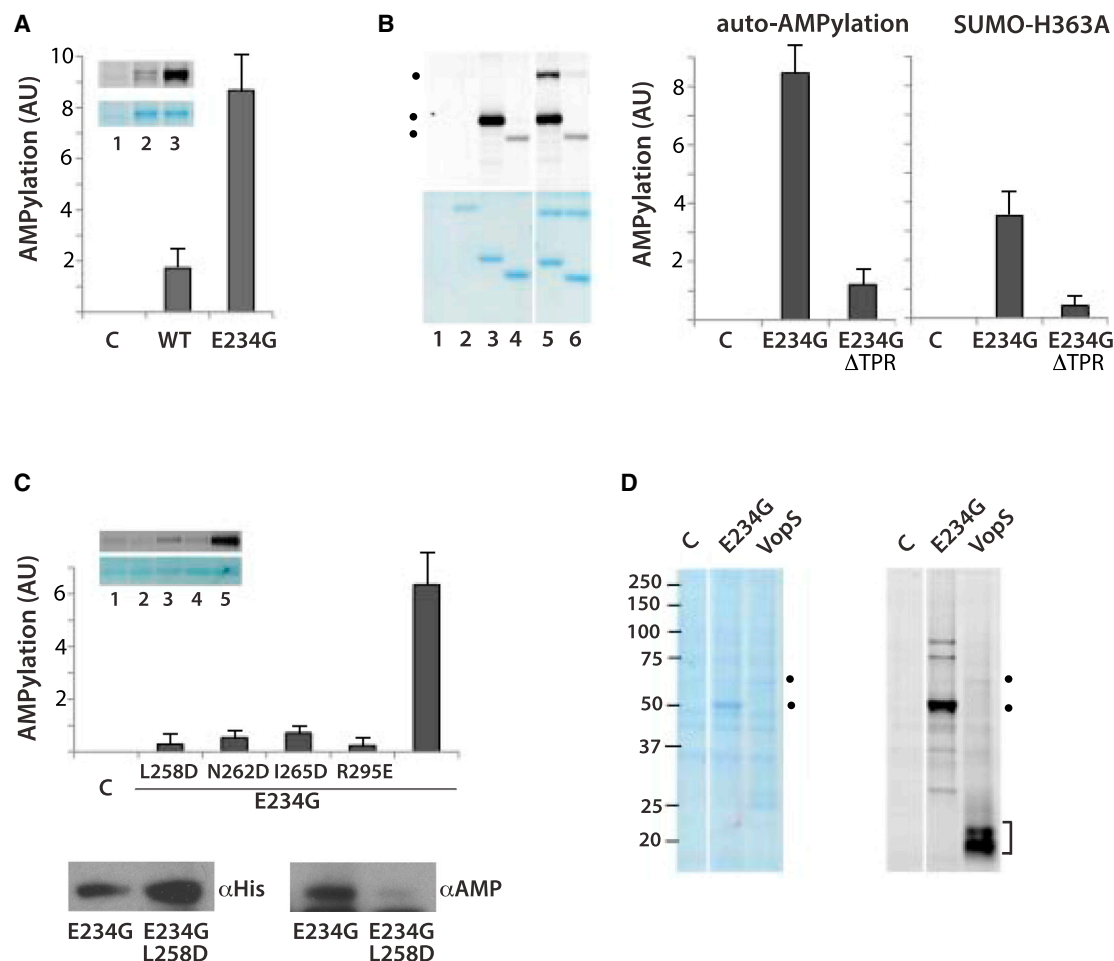 A
AMPylation (AU)
10
8
6
4
2
1 2 3
C WT E234G
B
1 2 3 4 5 6
auto-AMPylation
SUMO-H363A
AMPylation (AU)
8
6
4
2
C E234G E234G
ΔTPR
C E234G E234G
ΔTPR
C
AMPylation (AU)
6
4
2
1 2 3 4 5
C
L258D N262D I265D R295E
E234G
αHis
E234G E234G
L258D
αAMP
E234G E234G
L258D
D
C E234G VopS
250
150
100
75
50
37
25
20
C E234G VopS